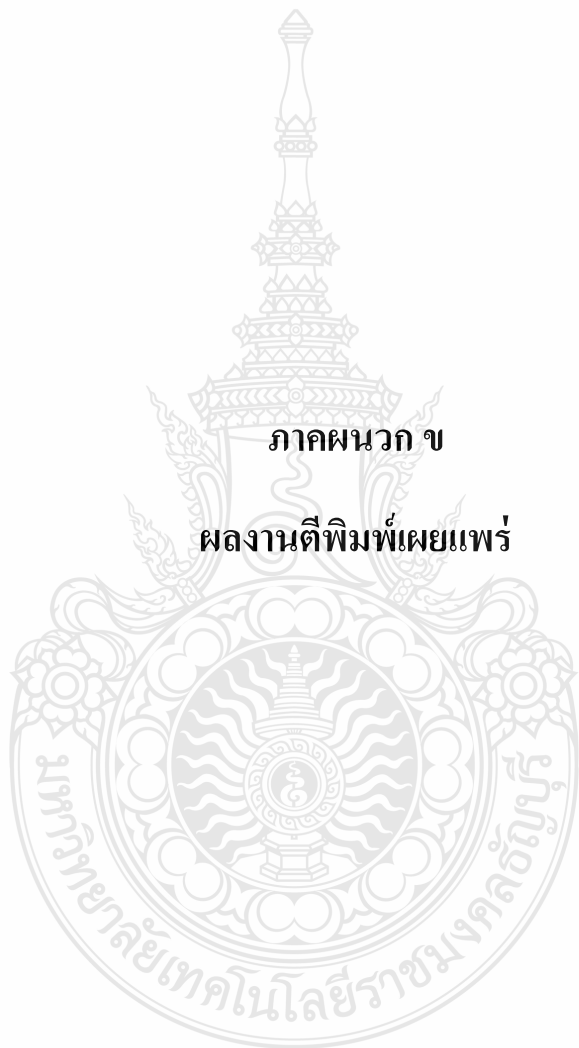 ภาคผนวก ข
ผลงานตีพิมพ์เผยแพร่
มหาวิทยาลัยเทคโนโลยีราชมงคลธัญบุรี